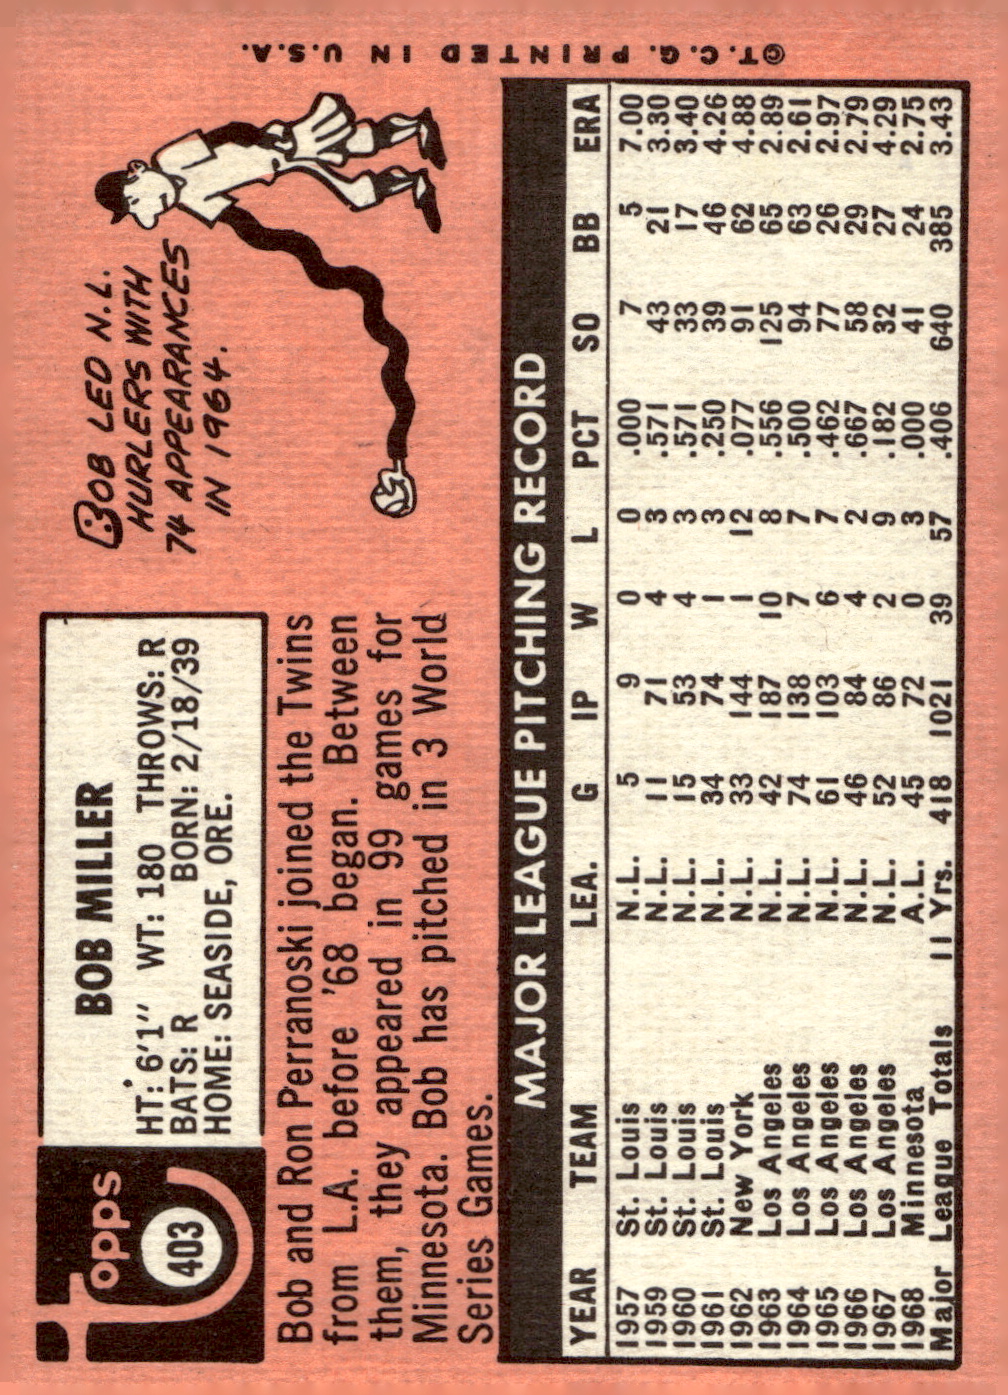 Topps
403
BOB MILLER
HT: 6'1" WT: 180 THROWS: R
BATS: R BORN: 2/18/39
HOME: SEASIDE, ORE.
BOB LED N.L.
HURLERS WITH
74 APPEARANCES
IN 1964.
Bob and Ron Perranoski joined the Twins
from L.A. before '68 began. Between
them, they appeared in 99 games for
Minnesota. Bob has pitched in 3 World
Series Games.
MAJOR LEAGUE PITCHING RECORD
YEAR TEAM LEA. G IP W L PCT SO BB ERA
1957 St. Louis N.L. 5 9 0 0 .000 7 5 7.00
1959 St. Louis N.L. 11 71 4 3 .571 43 21 3.30
1960 St. Louis N.L. 15 53 4 3 .571 33 17 3.40
1961 St. Louis N.L. 34 74 1 3 .250 39 46 4.26
1962 New York N.L. 33 144 1 12 .077 91 62 4.88
1963 Los Angeles N.L. 42 187 10 8 .556 125 65 2.89
1964 Los Angeles N.L. 74 138 7 7 .500 94 63 2.61
1965 Los Angeles N.L. 61 103 6 7 .462 77 26 2.97
1966 Los Angeles N.L. 46 84 4 2 .667 58 29 2.79
1967 Los Angeles N.L. 52 86 2 9 .182 32 27 4.29
1968 Minnesota A.L. 45 72 0 3 .000 41 24 2.75
Major League Totals 11 Yrs. 418 1021 39 57 .406 640 385 3.43
©T.C.G. PRINTED IN U.S.A.